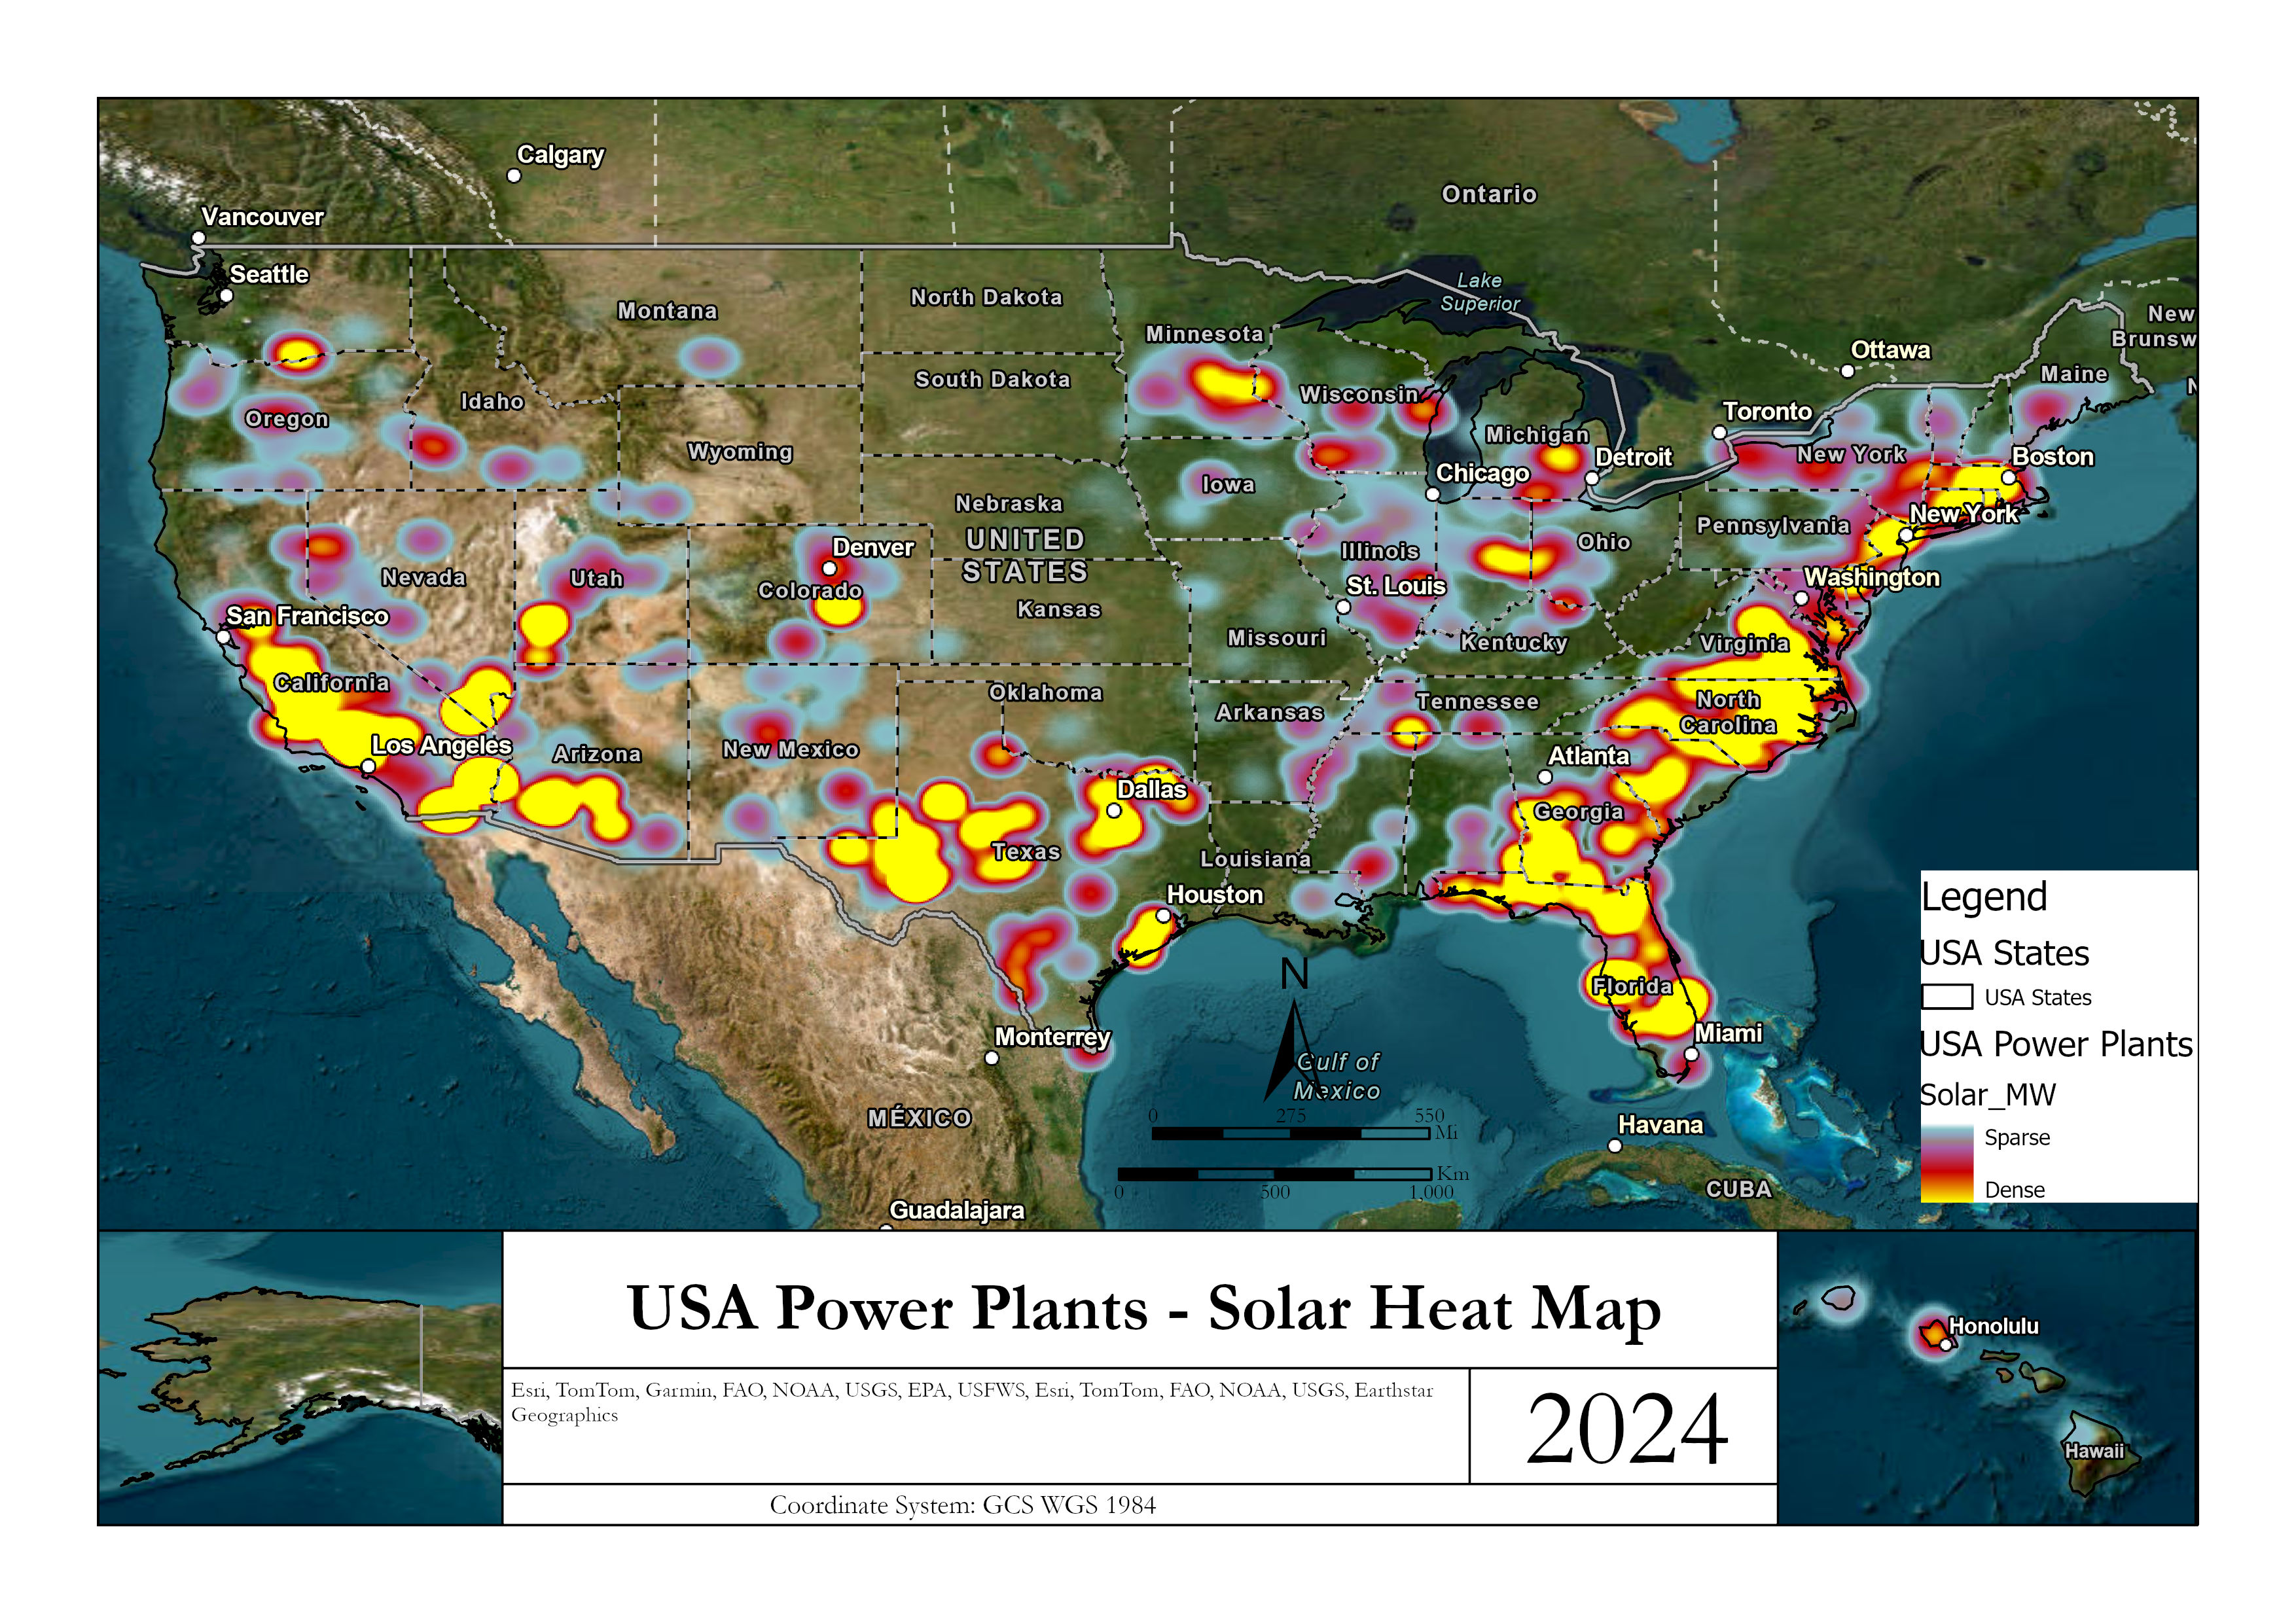 Calgary
Vancouver
Seattle
Ontario
Lake
Superior
Montana
North Dakota
Minnesota
New
Brunsw
Ottawa
Maine
N
South Dakota
Wisconsin
Idaho
Oregon
Toronto
Michigan
Wyoming
New York
Boston
Detroit
Chicago
Iowa
Nebraska
New York
Pennsylvania
UNITED
STATES
Denver
Ohio
Illinois
Nevada
Utah
Colorado
Washington
St. Louis
Kansas
San Francisco
Missouri
Kentucky
Virginia
California
Oklahoma
Tennessee
North
Carolina
Arkansas
Los Angeles
Arizona
New Mexico
Atlanta
Dallas
Georgia
Texas
Louisiana
Houston
Florida
N
Monterrey
Miami
Gulf of
Mexico
MÉXICO
0 275 550
Mi
Km
0 500 1.000
Havana
CUBA
Guadalajara
Legend
USA States
USA States
USA Power Plants
Solar_MW
Sparse
Dense
USA Power Plants - Solar Heat Map
Esri, TomTom, Garmin, FAO, NOAA, USGS, EPA, USFWS, Esri, TomTom, FAO, NOAA, USGS, Earthstar
Geographics
2024
Coordinate System: GCS WGS 1984
Honolulu
Hawaii